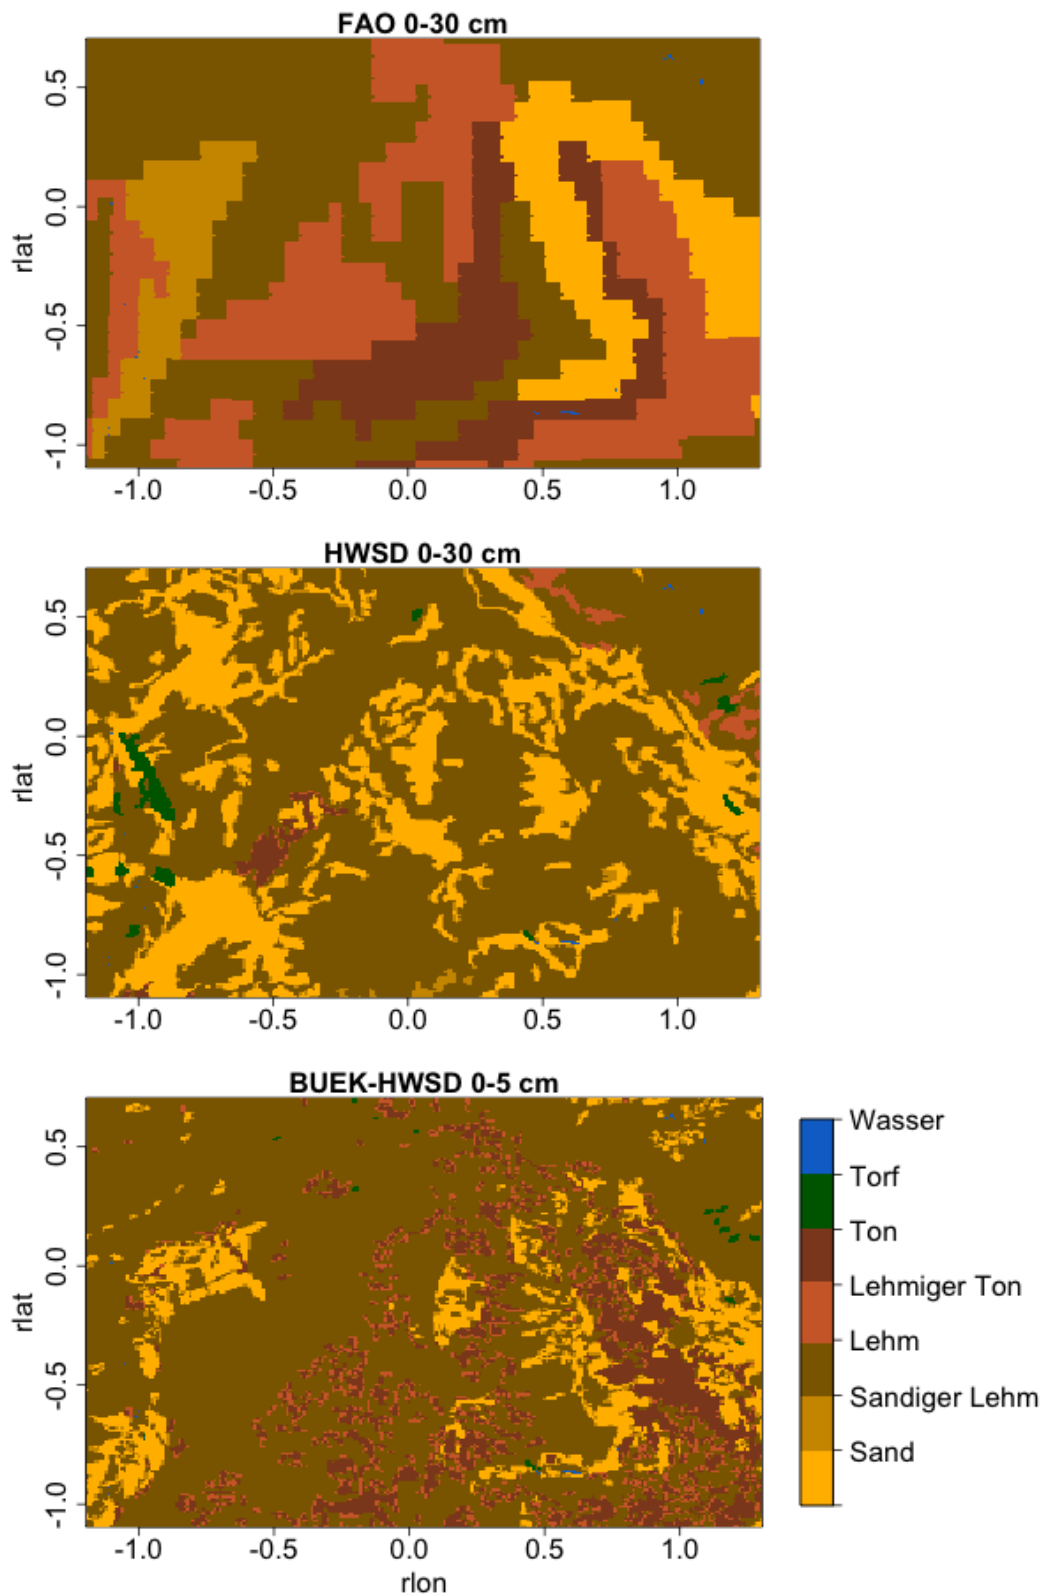 FAO 0-30 cm
rlat
0.5
0.0
-0.5
-1.0
-1.0 -0.5 0.0 0.5 1.0
HWSD 0-30 cm
rlat
0.5
0.0
-0.5
-1.0
-1.0 -0.5 0.0 0.5 1.0
BUEK-HWSD 0-5 cm
rlat
0.5
0.0
-0.5
-1.0
-1.0 -0.5 0.0 0.5 1.0
rlon
Wasser
Torf
Ton
Lehmiger Ton
Lehm
Sandiger Lehm
Sand